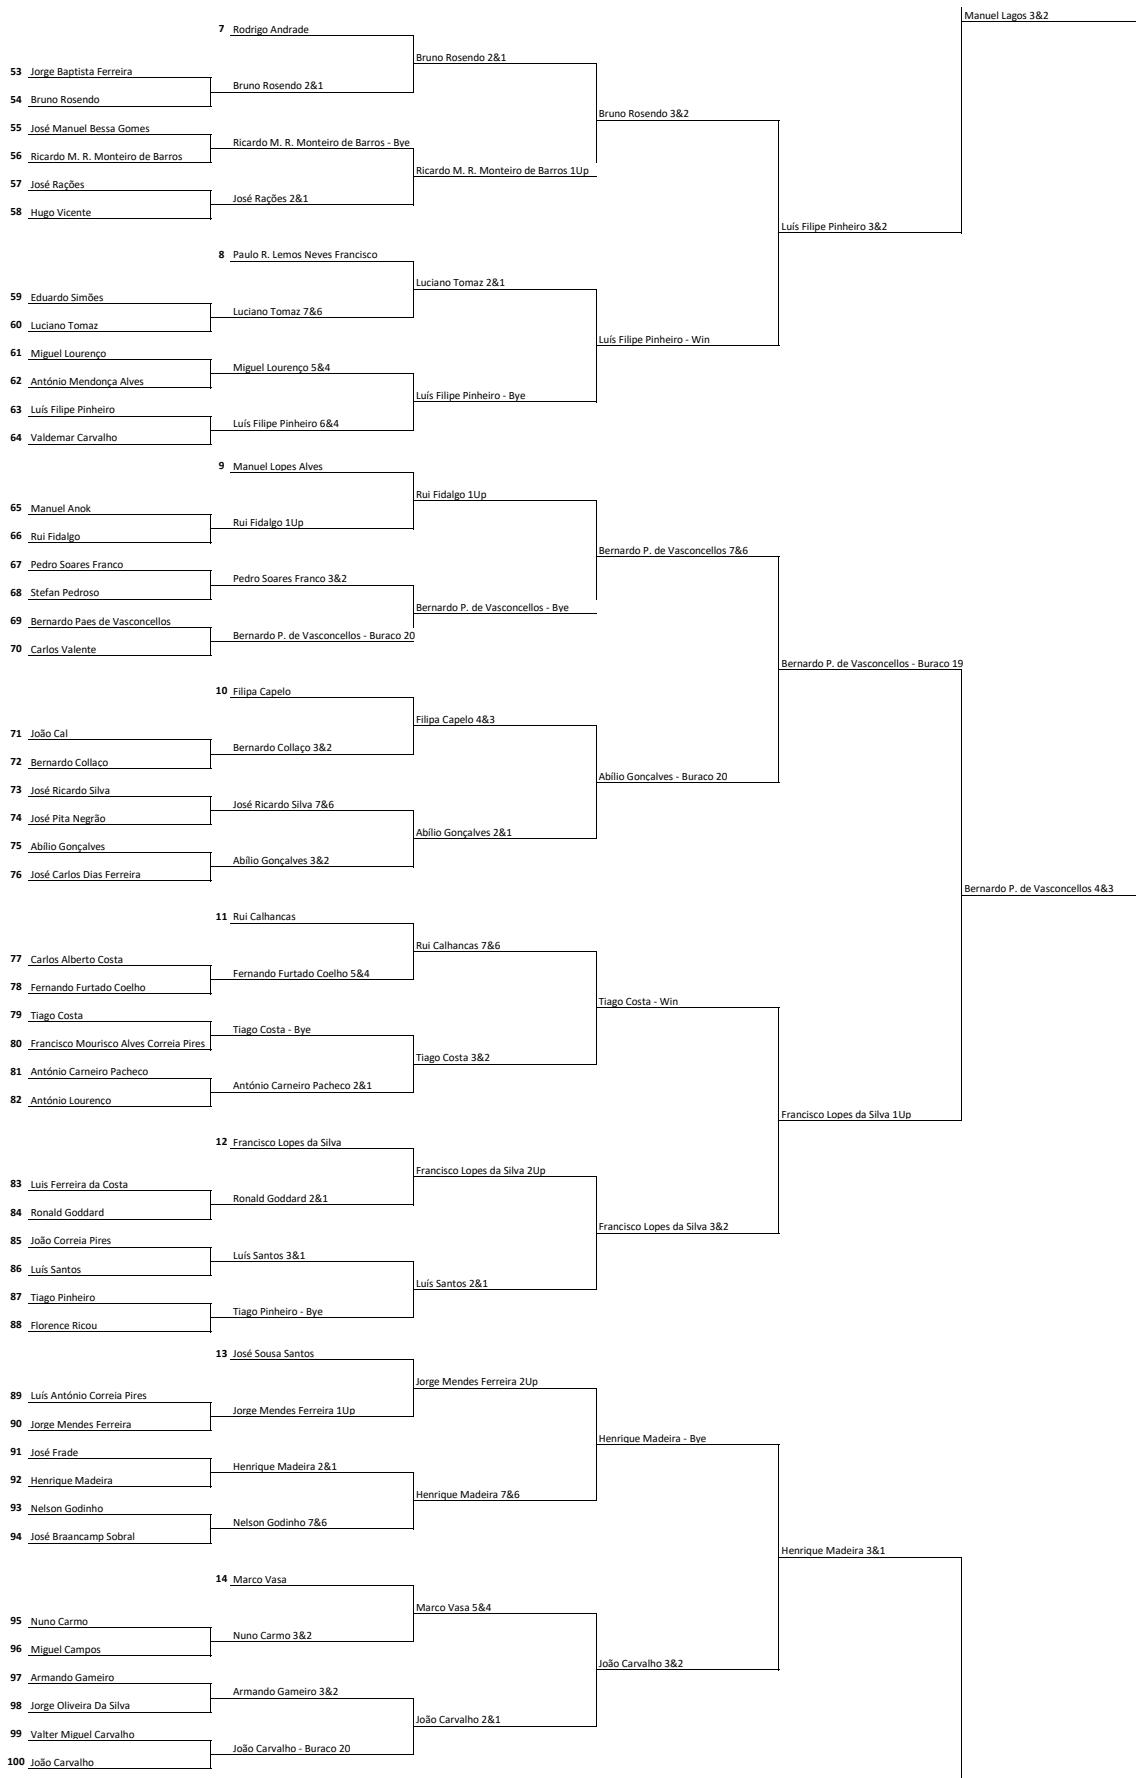 Manuel Lagos 3&2
7 Rodrigo Andrade
Bruno Rosendo 2&1
53 Jorge Baptista Ferreira
Bruno Rosendo 2&1
54 Bruno Rosendo
Bruno Rosendo 3&2
55 José Manuel Bessa Gomes
Ricardo M. R. Monteiro de Barros - Bye
56 Ricardo M. R. Monteiro de Barros
Ricardo M. R. Monteiro de Barros 1Up
57 José Rações
José Rações 2&1
58 Hugo Vicente
Luís Filipe Pinheiro 3&2
8 Paulo R. Lemos Neves Francisco
Luciano Tomaz 2&1
59 Eduardo Simões
Luciano Tomaz 7&6
60 Luciano Tomaz
Luís Filipe Pinheiro - Win
61 Miguel Lourenço
Miguel Lourenço 5&4
62 António Mendonça Alves
Luís Filipe Pinheiro - Bye
63 Luís Filipe Pinheiro
Luís Filipe Pinheiro 6&4
64 Valdemar Carvalho
9 Manuel Lopes Alves
Rui Fidalgo 1Up
65 Manuel Anok
Rui Fidalgo 1Up
66 Rui Fidalgo
Bernardo P. de Vasconcellos 7&6
67 Pedro Soares Franco
Pedro Soares Franco 3&2
68 Stefan Pedroso
Bernardo P. de Vasconcellos - Bye
69 Bernardo Paes de Vasconcellos
Bernardo P. de Vasconcellos - Buraco 20
70 Carlos Valente
Bernardo P. de Vasconcellos - Buraco 19
10 Filipa Capelo
Filipa Capelo 4&3
71 João Cal
Bernardo Collaço 3&2
72 Bernardo Collaço
Abílio Gonçalves - Buraco 20
73 José Ricardo Silva
José Ricardo Silva 7&6
74 José Pita Negrão
Abílio Gonçalves 2&1
75 Abílio Gonçalves
Abílio Gonçalves 3&2
76 José Carlos Dias Ferreira
Bernardo P. de Vasconcellos 4&3
11 Rui Calhancas
Rui Calhancas 7&6
77 Carlos Alberto Costa
Fernando Furtado Coelho 5&4
78 Fernando Furtado Coelho
Tiago Costa - Win
79 Tiago Costa
Tiago Costa - Bye
80 Francisco Mourisco Alves Correia Pires
Tiago Costa 3&2
81 António Carneiro Pacheco
António Carneiro Pacheco 2&1
82 António Lourenço
Francisco Lopes da Silva 1Up
12 Francisco Lopes da Silva
Francisco Lopes da Silva 2Up
83 Luis Ferreira da Costa
Ronald Goddard 2&1
84 Ronald Goddard
Francisco Lopes da Silva 3&2
85 João Correia Pires
Luís Santos 3&1
86 Luís Santos
Luís Santos 2&1
87 Tiago Pinheiro
Tiago Pinheiro - Bye
88 Florence Ricou
13 José Sousa Santos
Jorge Mendes Ferreira 2Up
89 Luís António Correia Pires
Jorge Mendes Ferreira 1Up
90 Jorge Mendes Ferreira
Henrique Madeira - Bye
91 José Frade
Henrique Madeira 2&1
92 Henrique Madeira
Henrique Madeira 7&6
93 Nelson Godinho
Nelson Godinho 7&6
94 José Braancamp Sobral
Henrique Madeira 3&1
14 Marco Vasa
Marco Vasa 5&4
95 Nuno Carmo
Nuno Carmo 3&2
96 Miguel Campos
João Carvalho 3&2
97 Armando Gameiro
Armando Gameiro 3&2
98 Jorge Oliveira Da Silva
João Carvalho 2&1
99 Valter Miguel Carvalho
João Carvalho - Buraco 20
100 João Carvalho